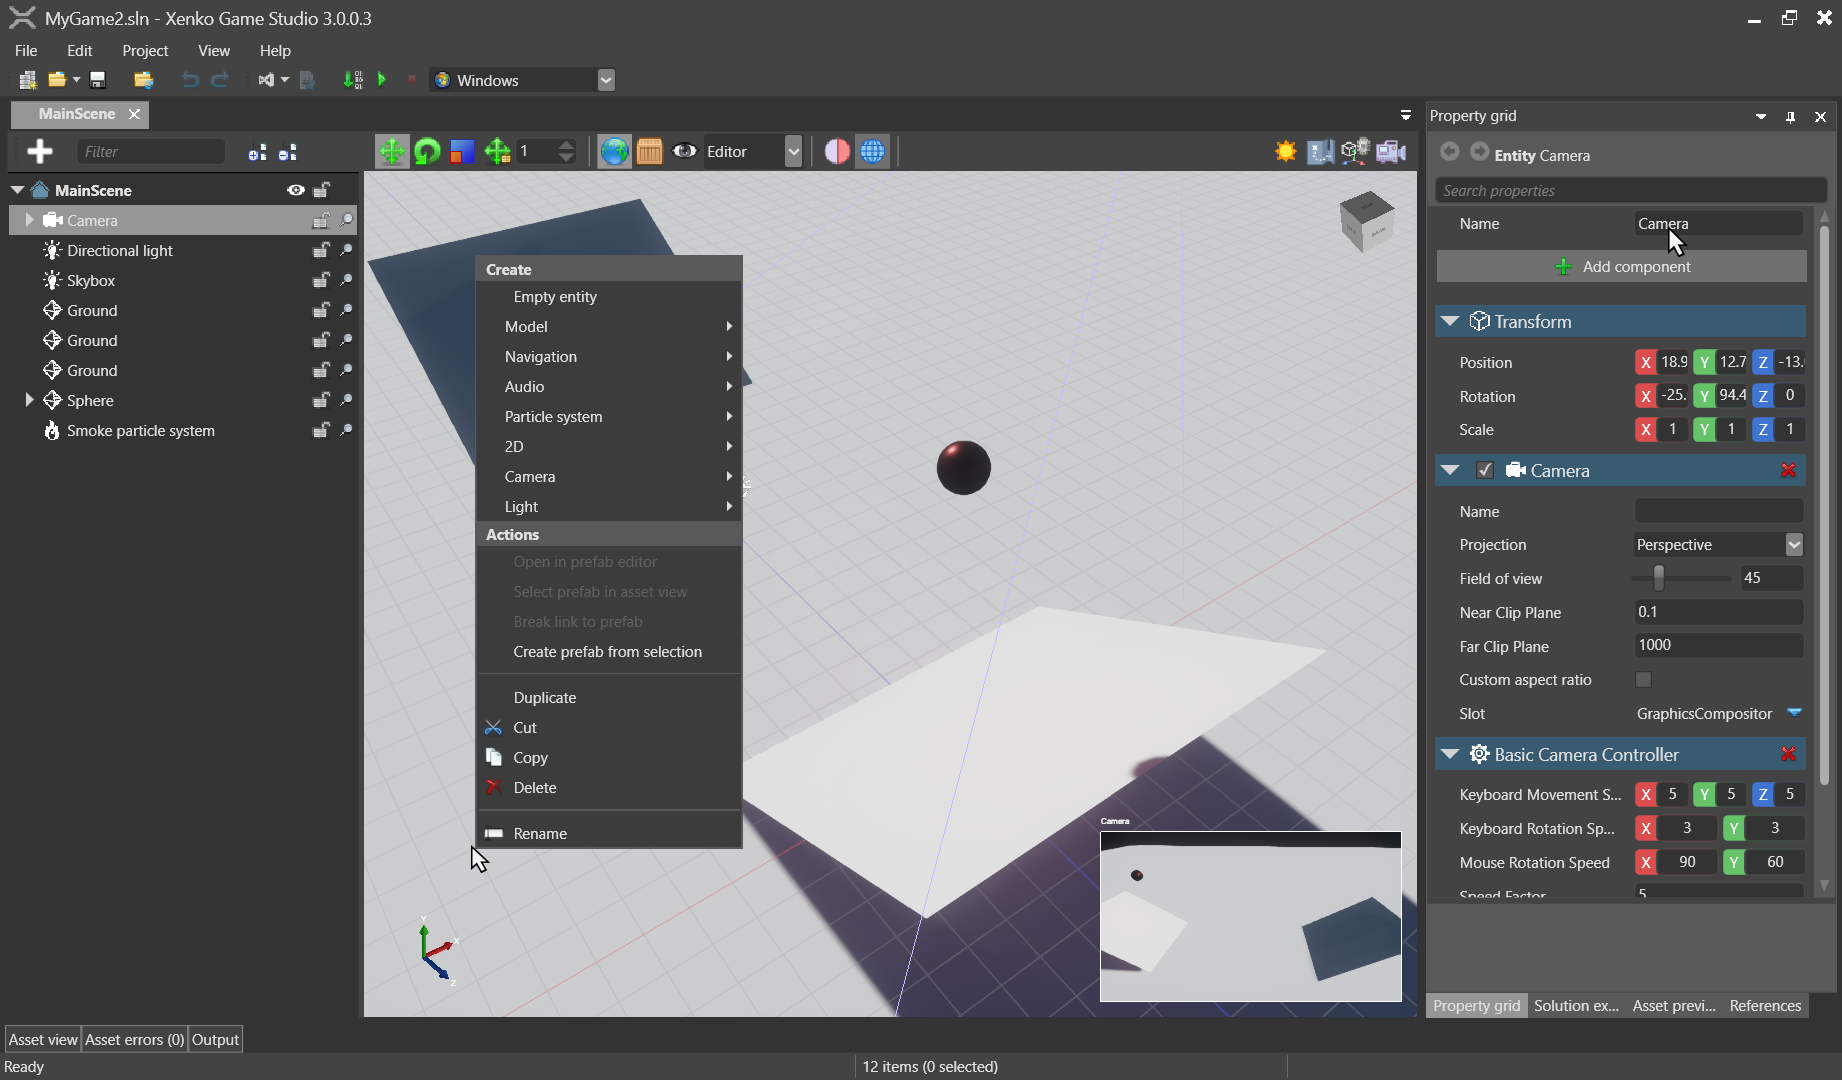 MyGame2.sln - Xenko Game Studio 3.0.0.3
File Edit Project View Help
Windows
MainScene
Filter
1
Editor
MainScene
Camera
Directional light
Skybox
Ground
Ground
Ground
Sphere
Smoke particle system
Create
Empty entity
Model
Navigation
Audio
Particle system
2D
Camera
Light
Actions
Open in prefab editor
Select prefab in asset view
Break link to prefab
Create prefab from selection
Duplicate
Cut
Copy
Delete
Rename
Y
X
Z
Camera
Property grid
Entity Camera
Search properties
Name Camera
Add component
Transform
Position X 18.9 Y 12.7 Z -13.
Rotation X -25. Y 94.4 Z 0
Scale X 1 Y 1 Z 1
Camera
Name
Projection Perspective
Field of view 45
Near Clip Plane 0.1
Far Clip Plane 1000
Custom aspect ratio
Slot GraphicsCompositor
Basic Camera Controller
Keyboard Movement S... X 5 Y 5 Z 5
Keyboard Rotation Sp... X 3 Y 3
Mouse Rotation Speed X 90 Y 60
Speed Factor 5
Property grid Solution ex... Asset previ... References
Asset view Asset errors (0) Output
Ready 12 items (0 selected)